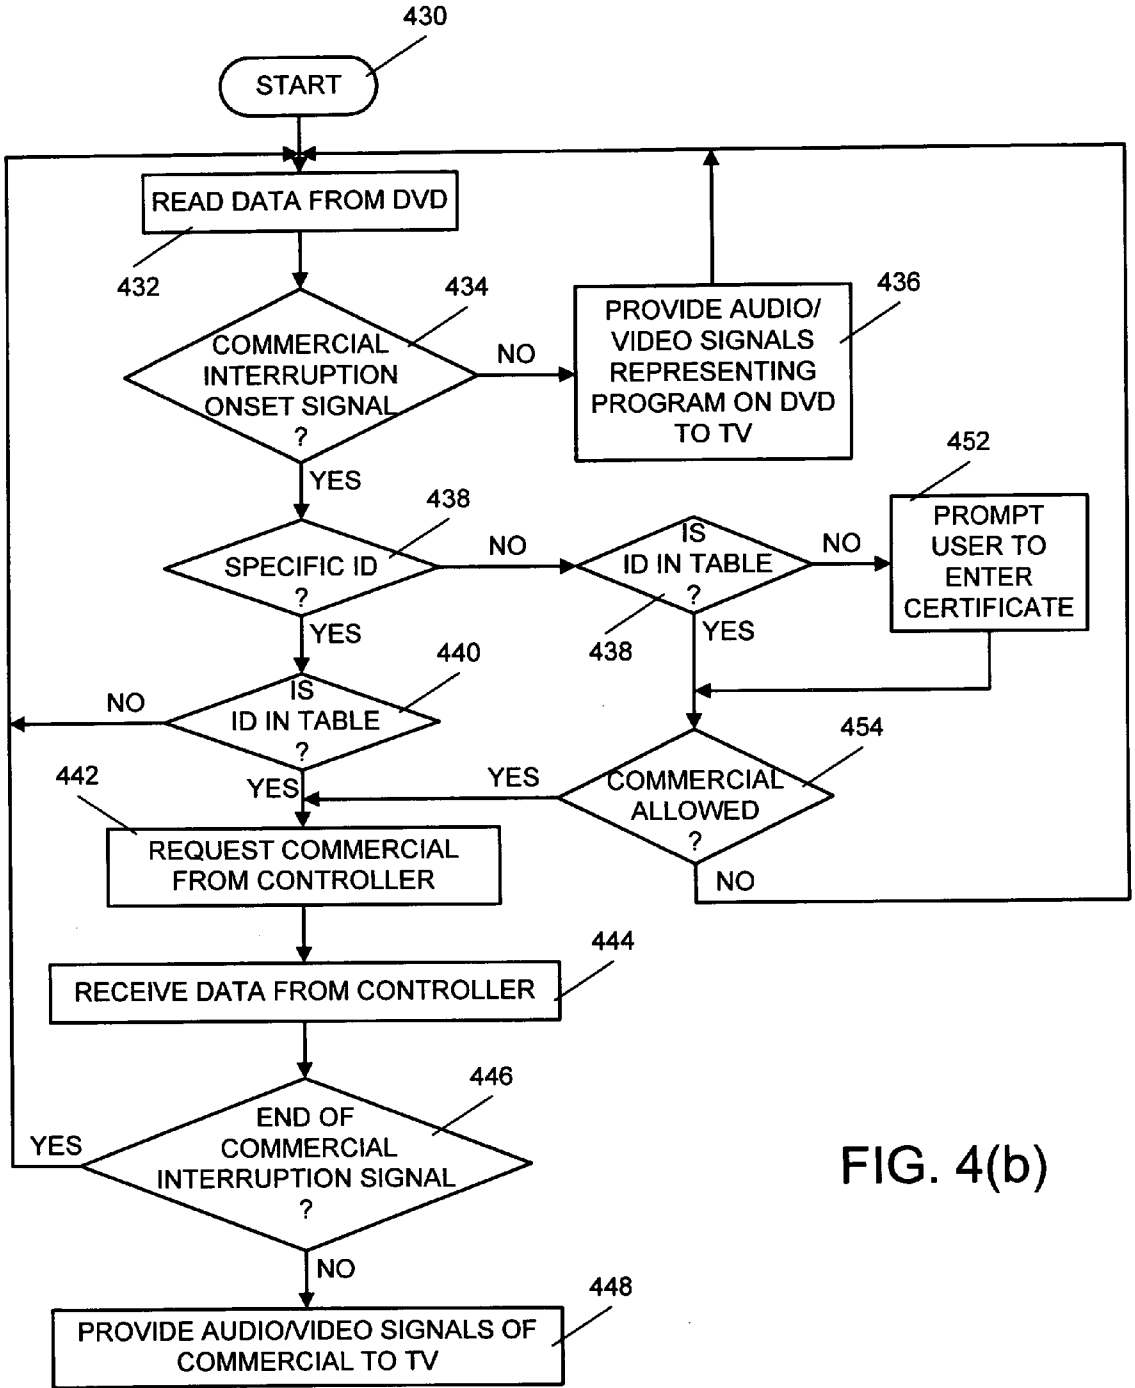 430
START
READ DATA FROM DVD
432
434
COMMERCIAL
INTERRUPTION
ONSET SIGNAL
?
NO
YES
436
PROVIDE AUDIO/
VIDEO SIGNALS
REPRESENTING
PROGRAM ON DVD
TO TV
438
SPECIFIC ID
?
NO
YES
IS
ID IN TABLE
?
438
NO
YES
452
PROMPT
USER TO
ENTER
CERTIFICATE
440
IS
ID IN TABLE
?
NO
YES
454
COMMERCIAL
ALLOWED
?
YES
NO
442
REQUEST COMMERCIAL
FROM CONTROLLER
444
RECEIVE DATA FROM CONTROLLER
446
END OF
COMMERCIAL
INTERRUPTION SIGNAL
?
YES
NO
448
PROVIDE AUDIO/VIDEO SIGNALS OF
COMMERCIAL TO TV
FIG. 4(b)